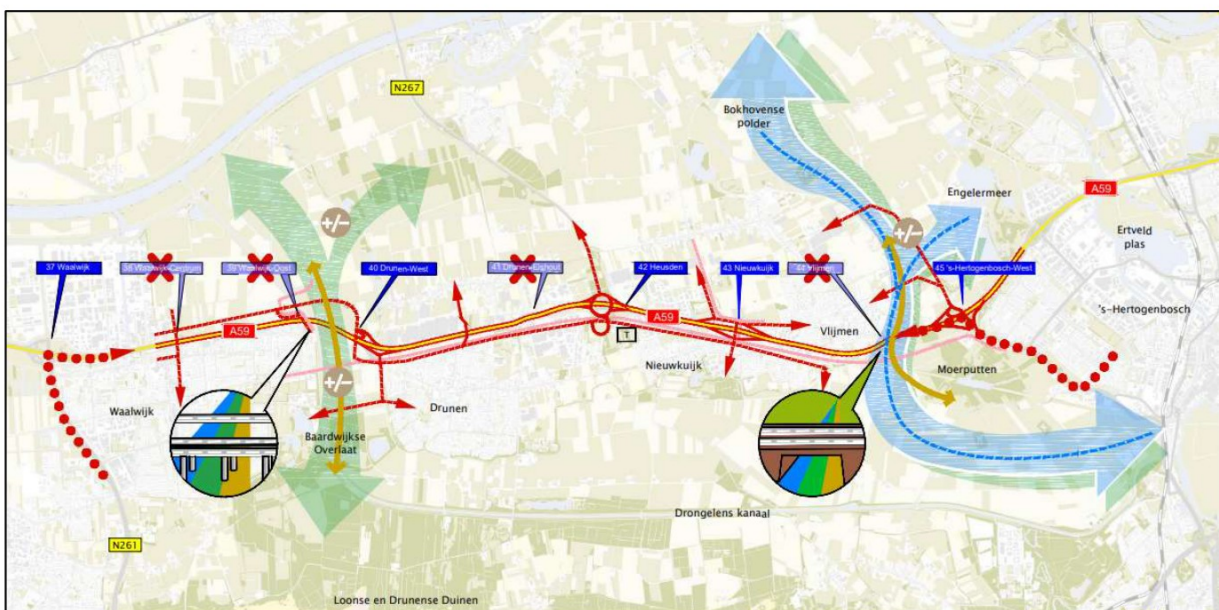 N267
Bokhovense
polder
Engelermeer
A59
Ertveld
plas
37 Waalwijk
38 Waalwijk-Centrum
39 Waalwijk-Oost
40 Drunen-West
41 Drunen-Elshout
42 Heusden
43 Nieuwkuijk
44 Vlijmen
45 's-Hertogenbosch-West
+/-
+/-
's-Hertogenbosch
A59
A59
T
Vlijmen
Nieuwkuijk
Moerputten
+/-
Waalwijk
Drunen
Baardwijkse
Overlaat
Drongelens kanaal
N261
Loonse en Drunense Duinen